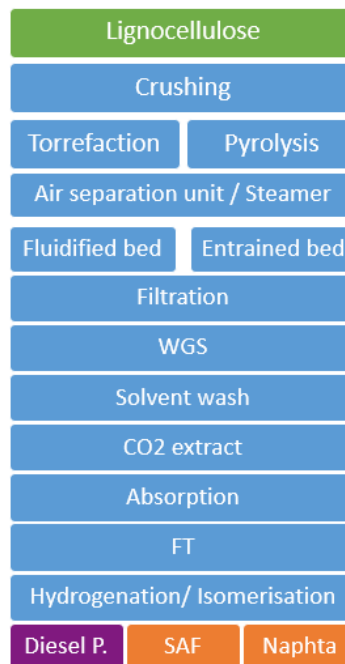 Lignocellulose
Crushing
Torrefaction Pyrolysis
Air separation unit / Steamer
Fluidified bed Entrained bed
Filtration
WGS
Solvent wash
CO2 extract
Absorption
FT
Hydrogenation/ Isomerisation
Diesel P. SAF Naphta